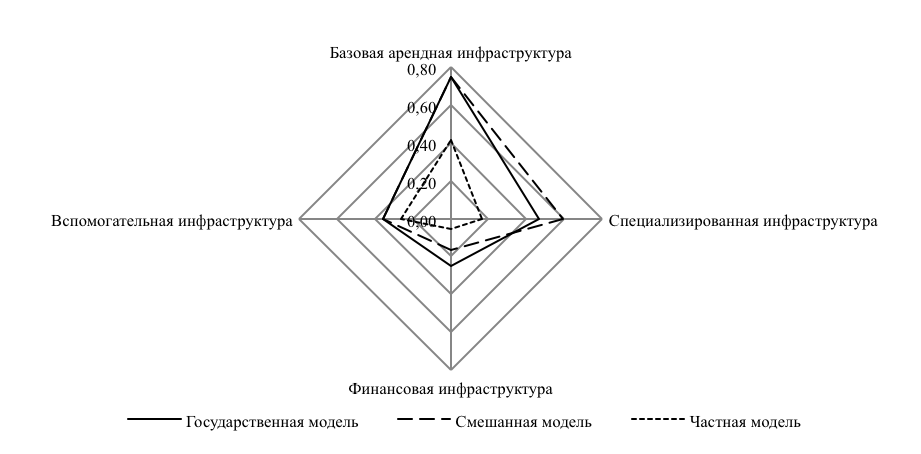 Базовая арендная инфраструктура
0,80
0,60
0,40
0,20
Вспомогательная инфраструктура
0,00
Специализированная инфраструктура
Финансовая инфраструктура
Государственная модель
Смешанная модель
Частная модель